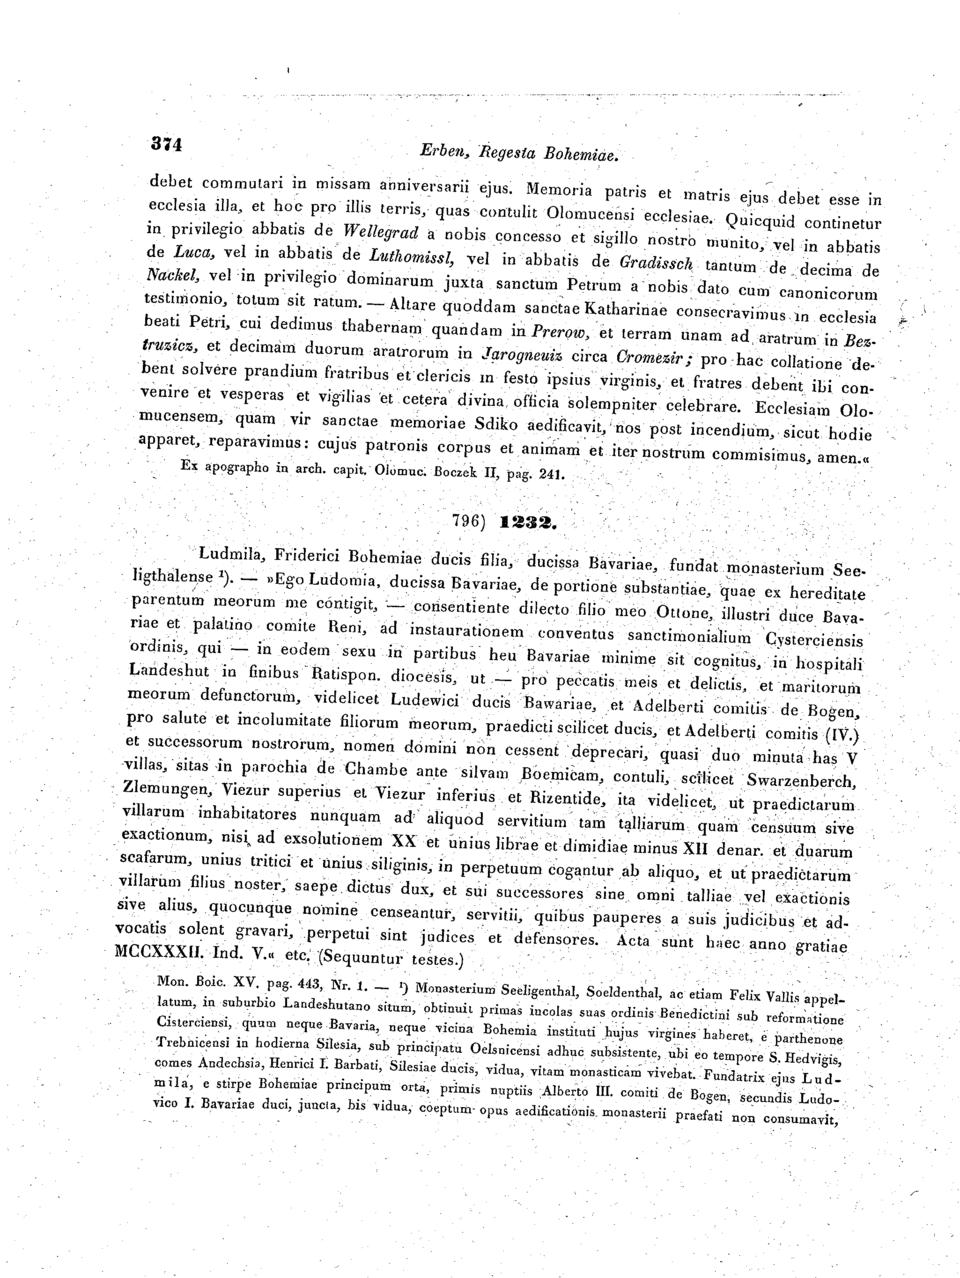 374
Erben, Regesta Bohemiae.
debet commutari in missam anniversarii ejus. Memoria patris et matris ejus debet esse in
ecclesia illa, et hoc pro illis terris, quas contulit Olomucensi ecclesiae. Quicquid continetur
in privilegio abbatis de Wellegrad a nobis concesso et sigillo nostro munito, vel in abbatis
de Luca, vel in abbatis de Luthomissl, vel in abbatis de Gradissch tantum de decima de
Nackel, vel in privilegio dominarum juxta sanctum Petrum a nobis dato cum canonicorum
testimonio, totum sit ratum. — Altare quoddam sanctae Katharinae consecravimus in ecclesia
beati Petri, cui dedimus thabernam quandam in Prerow, et terram unam ad aratrum in Bez-
truzicz, et decimam duorum aratrorum in Jarogneuiz circa Cromezir; pro hac collatione de-
bent solvere prandium fratribus et clericis in festo ipsius virginis, et fratres debent ibi con-
venire et vesperas et vigilias et cetera divina officia solempniter celebrare. Ecclesiam Olo-
mucensem, quam vir sanctae memoriae Sdiko aedificavit, nos post incendium, sicut hodie
apparet, reparavimus: cujus patronis corpus et animam et iter nostrum commisimus, amen.«
Ex apographo in arch. capit. Olomuc. Boczek II, pag. 241.
796) 1232.
Ludmila, Friderici Bohemiae ducis filia, ducissa Bavariae, fundat monasterium See-
ligthalense ¹). — »Ego Ludomia, ducissa Bavariae, de portione substantiae, quae ex hereditate
parentum meorum me contigit, — consentiente dilecto filio meo Ottone, illustri duce Bava-
riae et palatino comite Reni, ad instaurationem conventus sanctimonialium Cysterciensis
ordinis, qui — in eodem sexu in partibus heu Bavariae minime sit cognitus, in hospitali
Landeshut in finibus Ratispon. diocesis, ut — pro peccatis meis et delictis, et maritorum
meorum defunctorum, videlicet Ludewici ducis Bawariae, et Adelberti comitis de Bogen,
pro salute et incolumitate filiorum meorum, praedicti scilicet ducis, et Adelberti comitis (IV.)
et successorum nostrorum, nomen domini non cessent deprecari, quasi duo minuta has V
villas, sitas in parochia de Chambe ante silvam Boemicam, contuli, scilicet Swarzenberch,
Zlemungen, Viezur superius et Viezur inferius et Rizentide, ita videlicet, ut praedictarum
villarum inhabitatores nunquam ad aliquod servitium tam talliarum quam censuum sive
exactionum, nisi ad exsolutionem XX et unius librae et dimidiae minus XII denar. et duarum
scafarum, unius tritici et unius siliginis, in perpetuum cogantur ab aliquo, et ut praedictarum
villarum filius noster, saepe dictus dux, et sui successores sine omni talliae vel exactionis
sive alius, quocunque nomine censeantur, servitii, quibus pauperes a suis judicibus et ad-
vocatis solent gravari, perpetui sint judices et defensores. Acta sunt haec anno gratiae
MCCXXXII. Ind. V.« etc. (Sequuntur testes.)
Mon. Boic. XV. pag. 443, Nr. 1. — ¹) Monasterium Seeligenthal, Soeldenthal, ac etiam Felix Vallis appel-
latum, in suburbio Landeshutano situm, obtinuit primas incolas suas ordinis Benedictini sub reformatione
Cisterciensi, quum neque Bavaria, neque vicina Bohemia instituti hujus virgines haberet, e parthenone
Trebnicensi in hodierna Silesia, sub principatu Oelsnicensi adhuc subsistente, ubi eo tempore S. Hedvigis,
comes Andechsia, Henrici I. Barbati, Silesiae ducis, vidua, vitam monasticam vivebat. Fundatrix ejus Lud-
mila, e stirpe Bohemiae principum orta, primis nuptiis Alberto III. comiti de Bogen, secundis Ludo-
vico I. Bavariae duci, juncta, bis vidua, coeptum opus aedificationis monasterii praefati non consumavit,